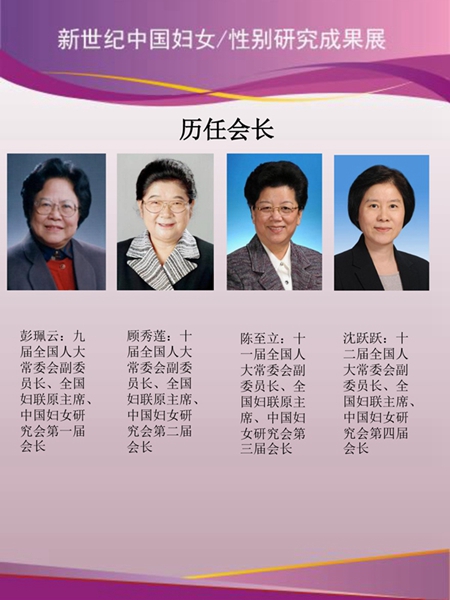 新世纪中国妇女/性别研究成果展
历任会长
彭珮云：九
届全国人大
常委会副委
员长、全国
妇联原主席、
中国妇女研
究会第一届
会长
顾秀莲：十
届全国人大
常委会副委
员长、全国
妇联原主席、
中国妇女研
究会第二届
会长
陈至立：十
一届全国人
大常委会副
委员长、全
国妇联原主
席、中国妇
女研究会第
三届会长
沈跃跃：十
二届全国人
大常委会副
委员长、全
国妇联主席、
中国妇女研
究会第四届
会长